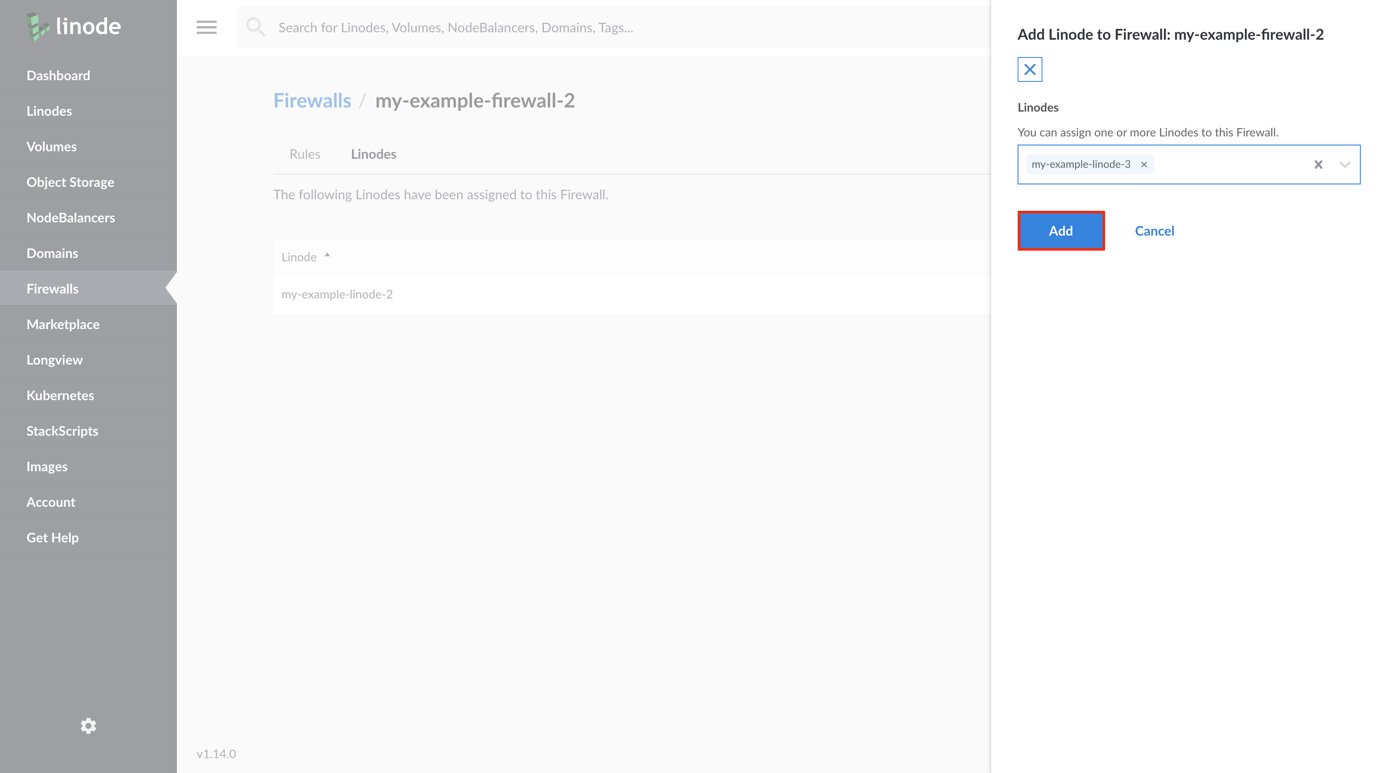 linode
Dashboard
Linodes
Volumes
Object Storage
NodeBalancers
Domains
Firewalls
Marketplace
Longview
Kubernetes
StackScripts
Images
Account
Get Help
Search for Linodes, Volumes, NodeBalancers, Domains, Tags...
Firewalls / my-example-firewall-2
Rules Linodes
The following Linodes have been assigned to this Firewall.
Linode
my-example-linode-2
v1.14.0
Add Linode to Firewall: my-example-firewall-2
Linodes
You can assign one or more Linodes to this Firewall.
my-example-linode-3
Add Cancel